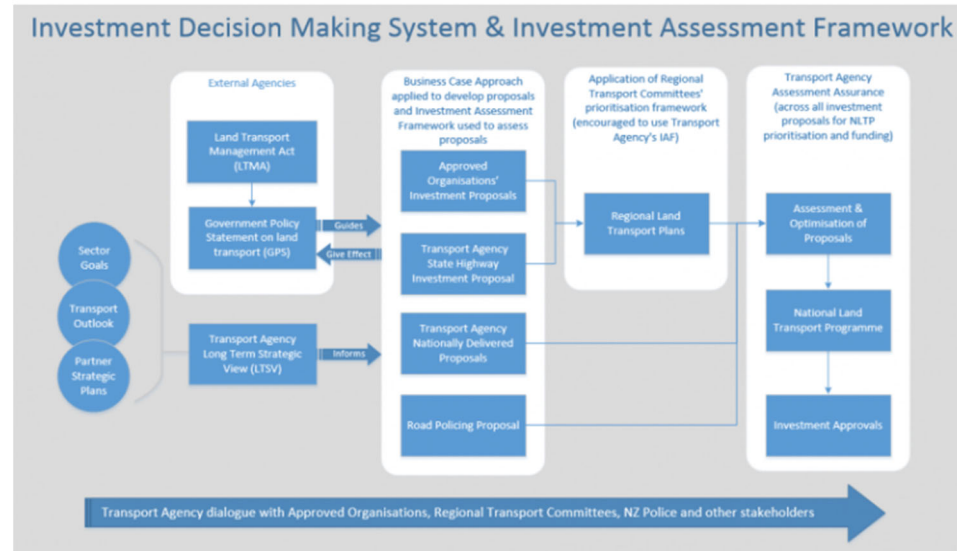 Investment Decision Making System & Investment Assessment Framework
External Agencies
Land Transport
Management Act
(LTMA)
Government Policy
Statement on land
transport (GPS)
Guides
Give Effect
Sector
Goals
Transport
Outlook
Partner
Strategic
Plans
Transport Agency
Long Term Strategic
View (LTSV)
Informs
Business Case Approach
applied to develop proposals
and Investment Assessment
Framework used to assess
proposals
Approved
Organisations'
Investment Proposals
Transport Agency
State Highway
Investment Proposal
Transport Agency
Nationally Delivered
Proposals
Road Policing Proposal
Application of Regional
Transport Committees'
prioritisation framework
(encouraged to use Transport
Agency's IAF)
Regional Land
Transport Plans
Transport Agency
Assessment Assurance
(across all investment
proposals for NLTP
prioritisation and funding)
Assessment &
Optimisation of
Proposals
National Land
Transport Programme
Investment Approvals
Transport Agency dialogue with Approved Organisations, Regional Transport Committees, NZ Police and other stakeholders